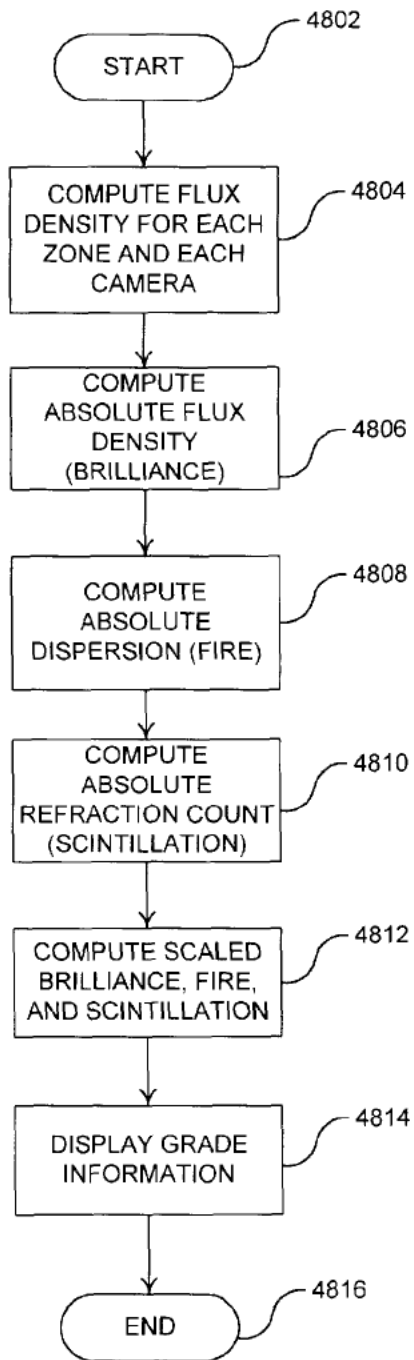 4802
START
4804
COMPUTE FLUX
DENSITY FOR EACH
ZONE AND EACH
CAMERA
COMPUTE
ABSOLUTE FLUX
DENSITY
(BRILLIANCE)
4806
4808
COMPUTE
ABSOLUTE
DISPERSION (FIRE)
4810
COMPUTE
ABSOLUTE
REFRACTION COUNT
(SCINTILLATION)
4812
COMPUTE SCALED
BRILLIANCE, FIRE,
AND SCINTILLATION
4814
DISPLAY GRADE
INFORMATION
4816
END